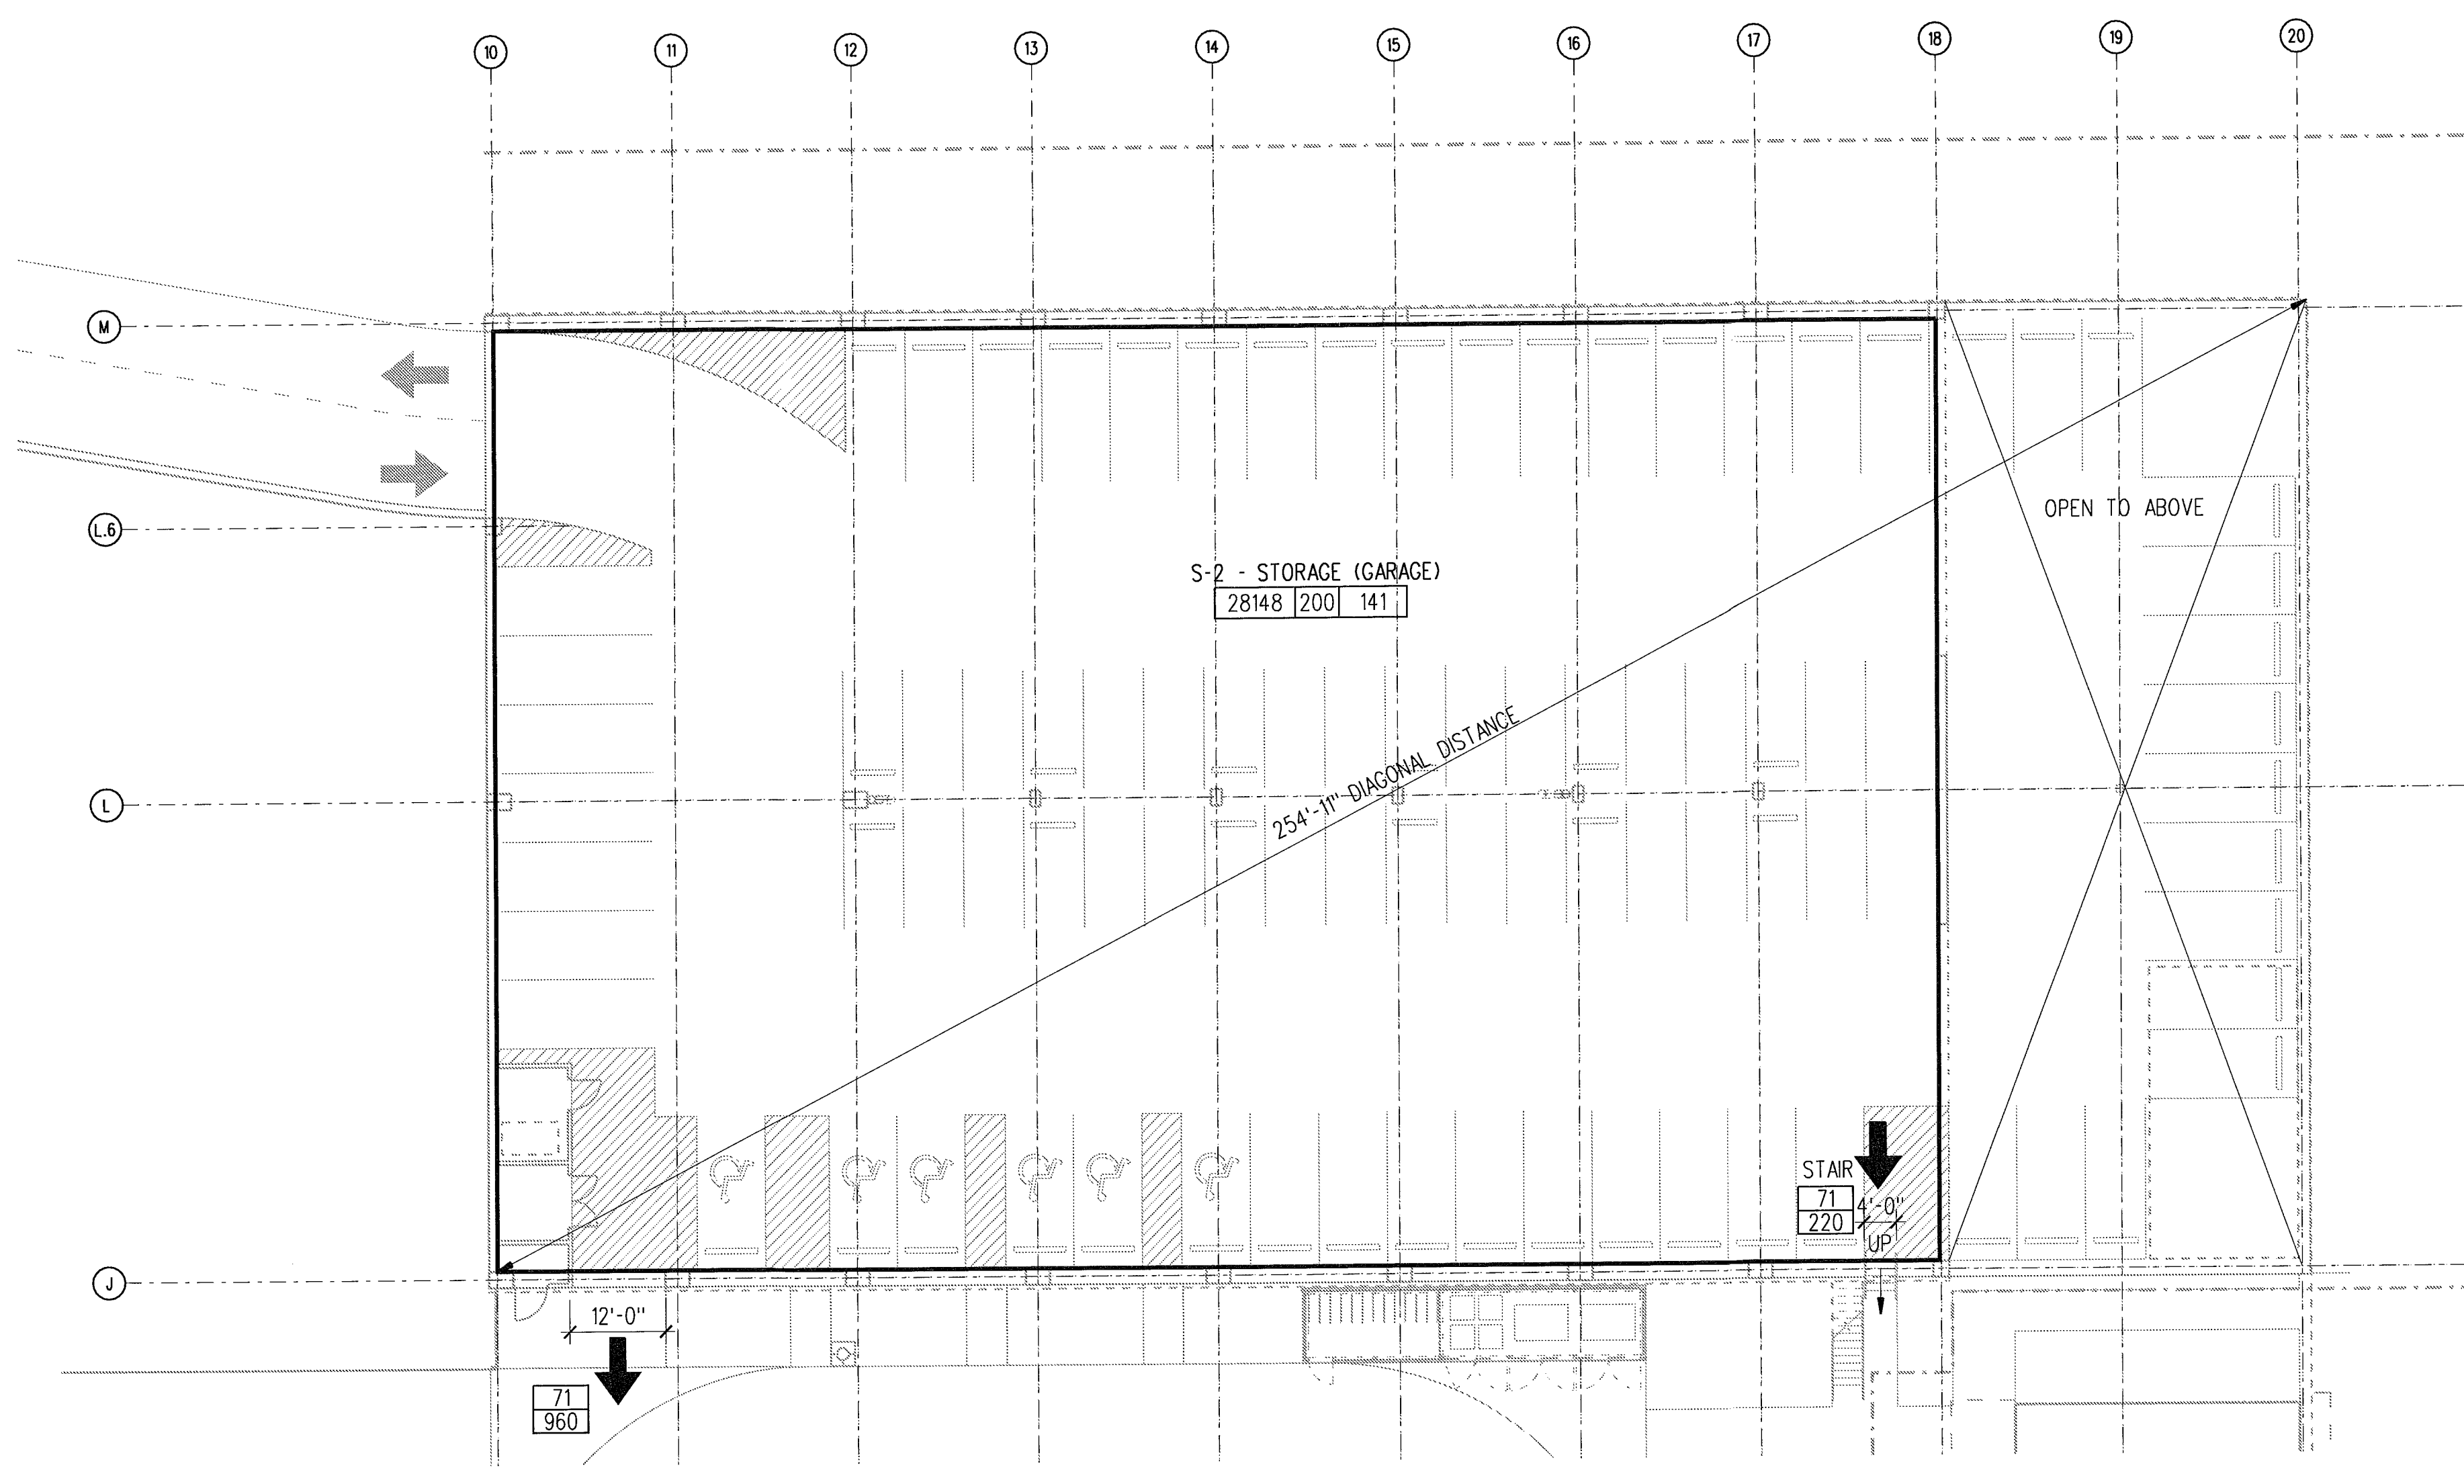 10 11 12 13 14 15 16 17 18 19 20
M
L.6
OPEN TO ABOVE
S-2 - STORAGE (GARAGE)
28148 200 141
254'-11" DIAGONAL DISTANCE
L
STAIR
71
220
4'-0"
UP
J
12'-0"
71
960